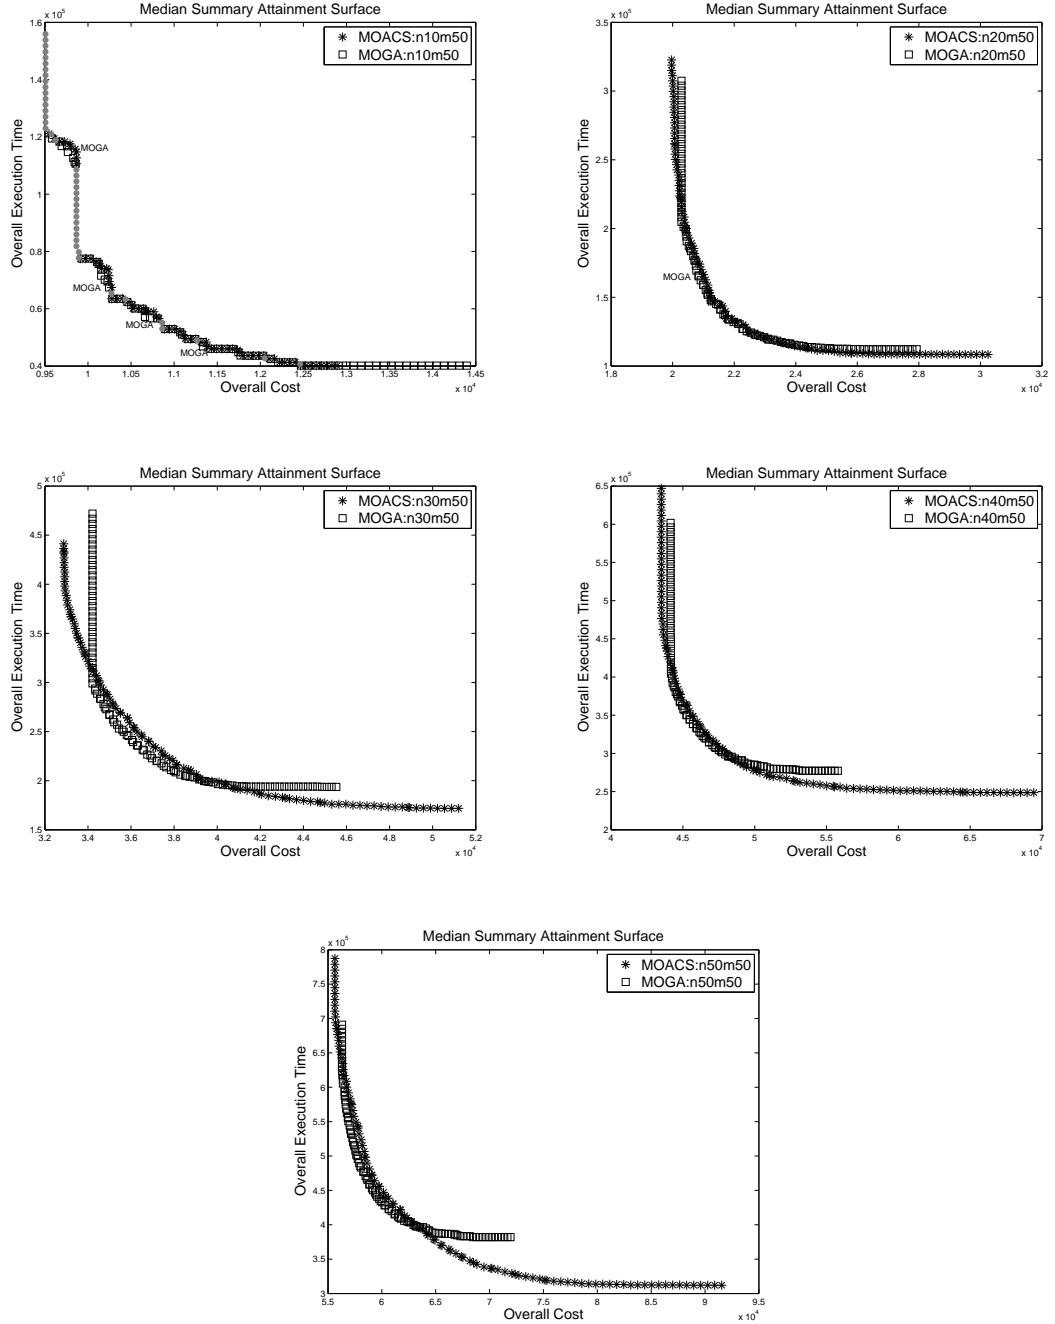 Median Summary Attainment Surface
x 10^5
MOACS:n10m50
MOGA:n10m50
1.6
1.4
1.2
1
0.8
0.6
0.4
MOGA
MOGA
MOGA
MOGA
Overall Execution Time
0.95 1 1.05 1.1 1.15 1.2 1.25 1.3 1.35 1.4 1.45
Overall Cost
x 10^4
Median Summary Attainment Surface
x 10^5
MOACS:n20m50
MOGA:n20m50
3.5
3
2.5
2
1.5
1
MOGA
Overall Execution Time
1.8 2 2.2 2.4 2.6 2.8 3 3.2
Overall Cost
x 10^4
Median Summary Attainment Surface
x 10^5
MOACS:n30m50
MOGA:n30m50
5
4.5
4
3.5
3
2.5
2
1.5
Overall Execution Time
3.2 3.4 3.6 3.8 4 4.2 4.4 4.6 4.8 5 5.2
Overall Cost
x 10^4
Median Summary Attainment Surface
x 10^5
MOACS:n40m50
MOGA:n40m50
6.5
6
5.5
5
4.5
4
3.5
3
2.5
2
Overall Execution Time
4 4.5 5 5.5 6 6.5 7
Overall Cost
x 10^4
Median Summary Attainment Surface
x 10^5
MOACS:n50m50
MOGA:n50m50
8
7.5
7
6.5
6
5.5
5
4.5
4
3.5
3
Overall Execution Time
5.5 6 6.5 7 7.5 8 8.5 9 9.5
Overall Cost
x 10^4